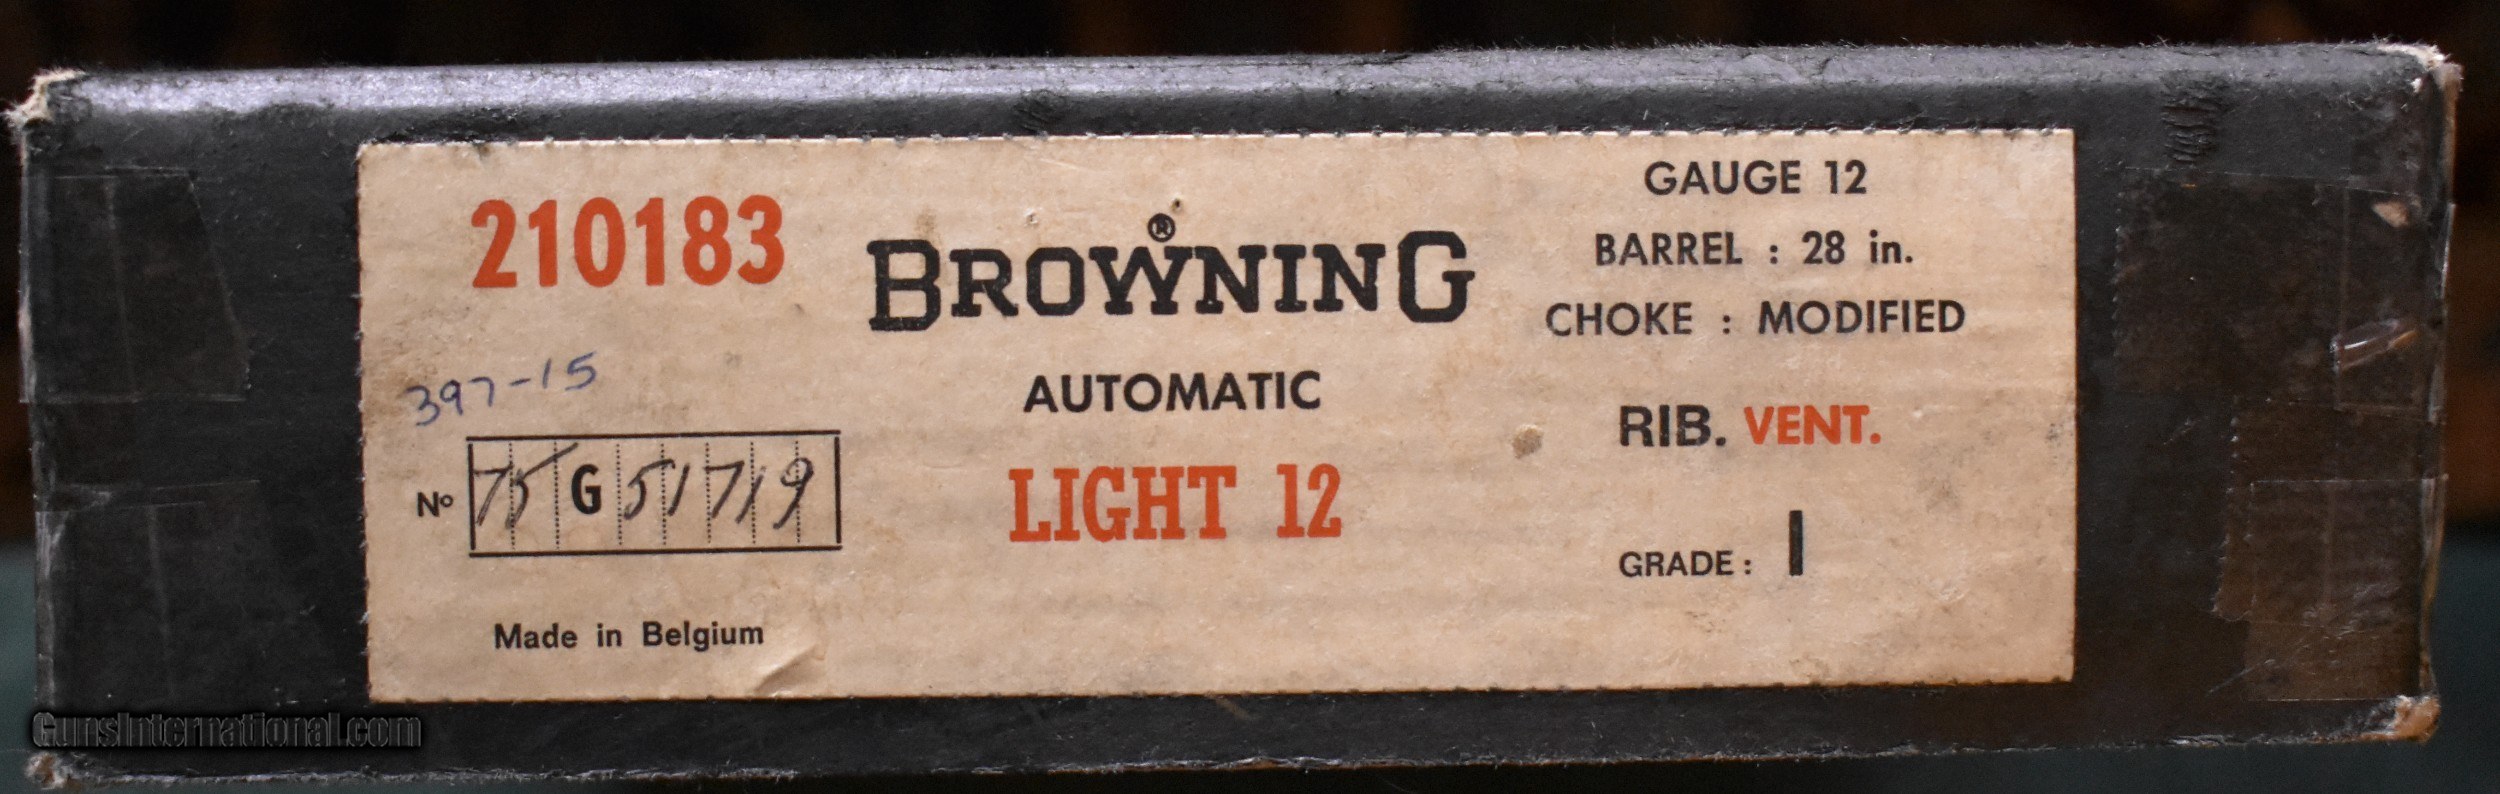 210183
397-15
No 75 G 51719
Made in Belgium
BROWNING®
AUTOMATIC
LIGHT 12
GAUGE 12
BARREL : 28 in.
CHOKE : MODIFIED
RIB. VENT.
GRADE : I
GunsInternational.com